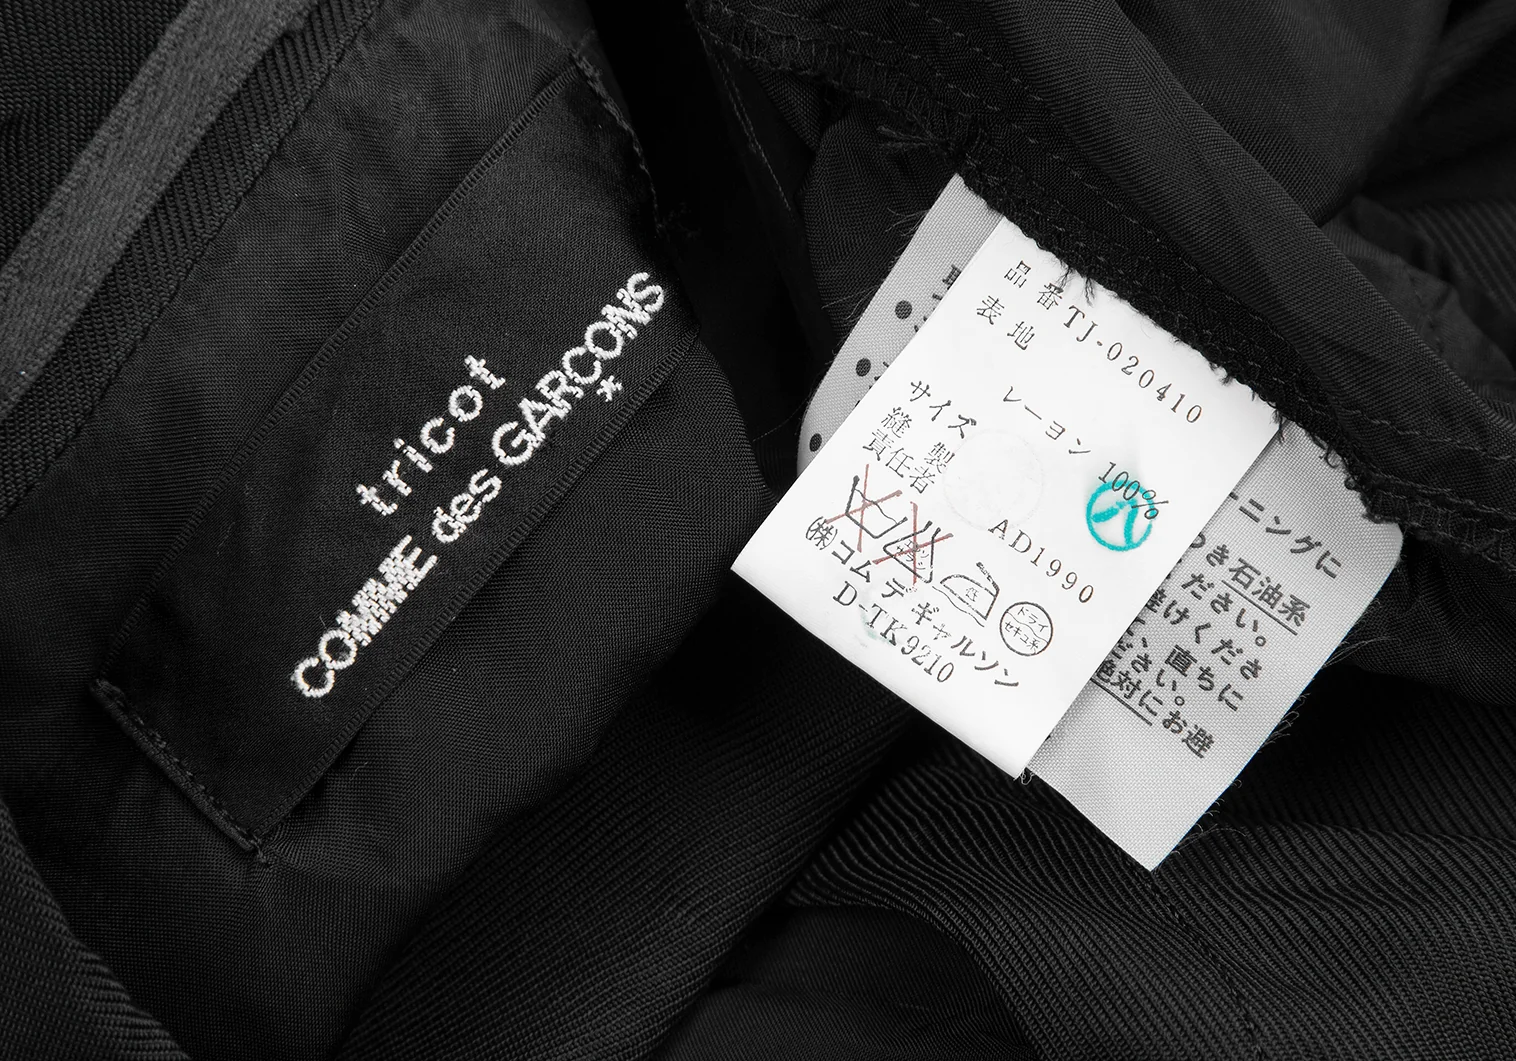 tricot
COMME des GARCONS
*
品番 TJ-020410
表地
レーヨン 100%
サイズ
縫製 AD1990
責任者
ドライ
セキユ系
(株)コム デ ギャルソン
D-TK9210
ーニングに
つき石油系
ださい。
けくださ
、直ちに
ださい。
絶対にお避